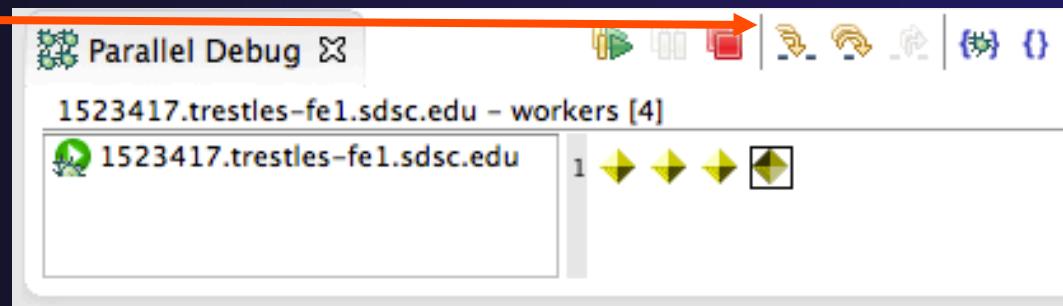 Parallel Debug
1523417.trestles-fe1.sdsc.edu – workers [4]
1523417.trestles-fe1.sdsc.edu
1